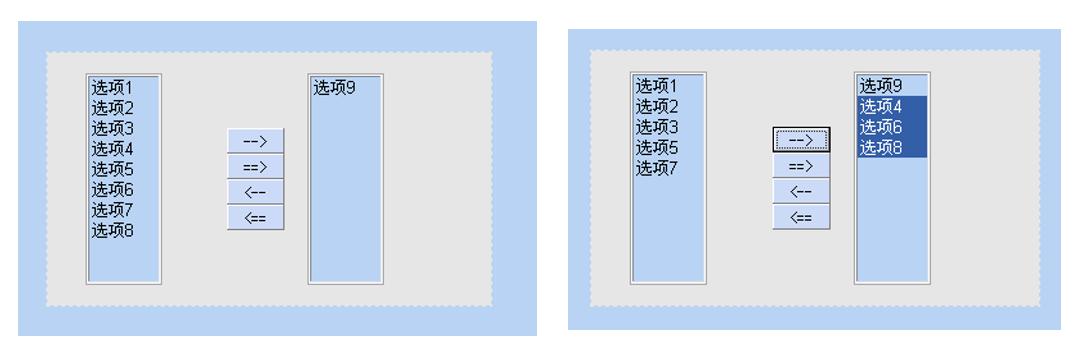 选项1
选项2
选项3
选项4
选项5
选项6
选项7
选项8
-->
==>
<--
<==
选项9
选项1
选项2
选项3
选项5
选项7
-->
==>
<--
<==
选项9
选项4
选项6
选项8